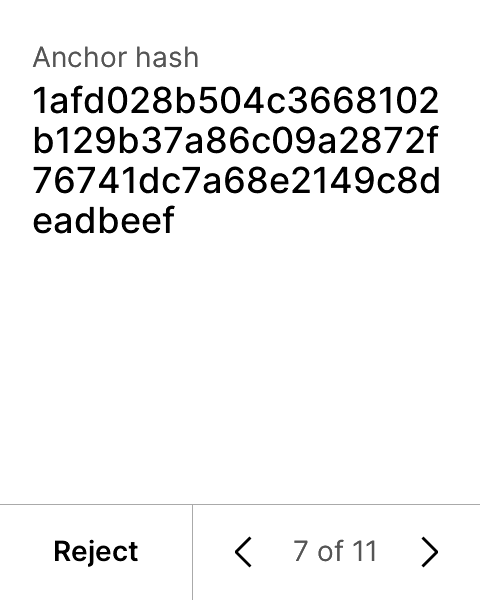 Anchor hash
1afd028b504c3668102
b129b37a86c09a2872f
76741dc7a68e2149c8d
eadbeef
Reject
7 of 11